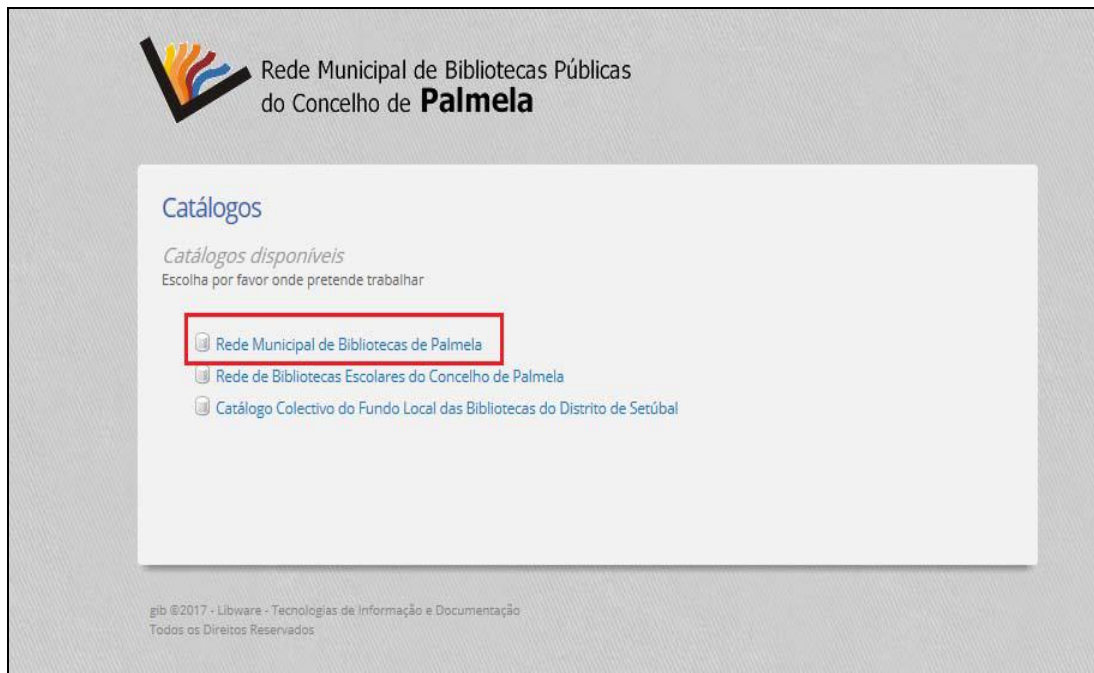 Rede Municipal de Bibliotecas Públicas
do Concelho de Palmela
Catálogos
Catálogos disponíveis
Escolha por favor onde pretende trabalhar
Rede Municipal de Bibliotecas de Palmela
Rede de Bibliotecas Escolares do Concelho de Palmela
Catálogo Colectivo do Fundo Local das Bibliotecas do Distrito de Setúbal
gib ©2017 - Libware - Tecnologias de Informação e Documentação
Todos os Direitos Reservados